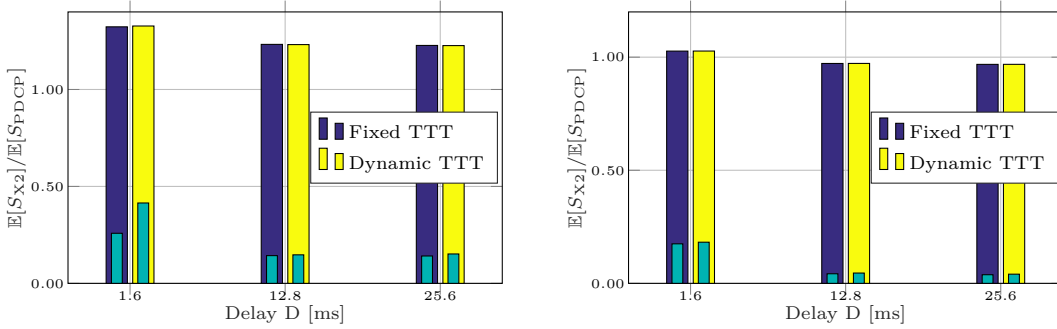 1.00
0.50
0.00
𝔼[S_X2]/𝔼[S_PDCP]
Fixed TTT
Dynamic TTT
1.6 12.8 25.6
Delay D [ms]
1.00
0.50
0.00
𝔼[S_X2]/𝔼[S_PDCP]
Fixed TTT
Dynamic TTT
1.6 12.8 25.6
Delay D [ms]